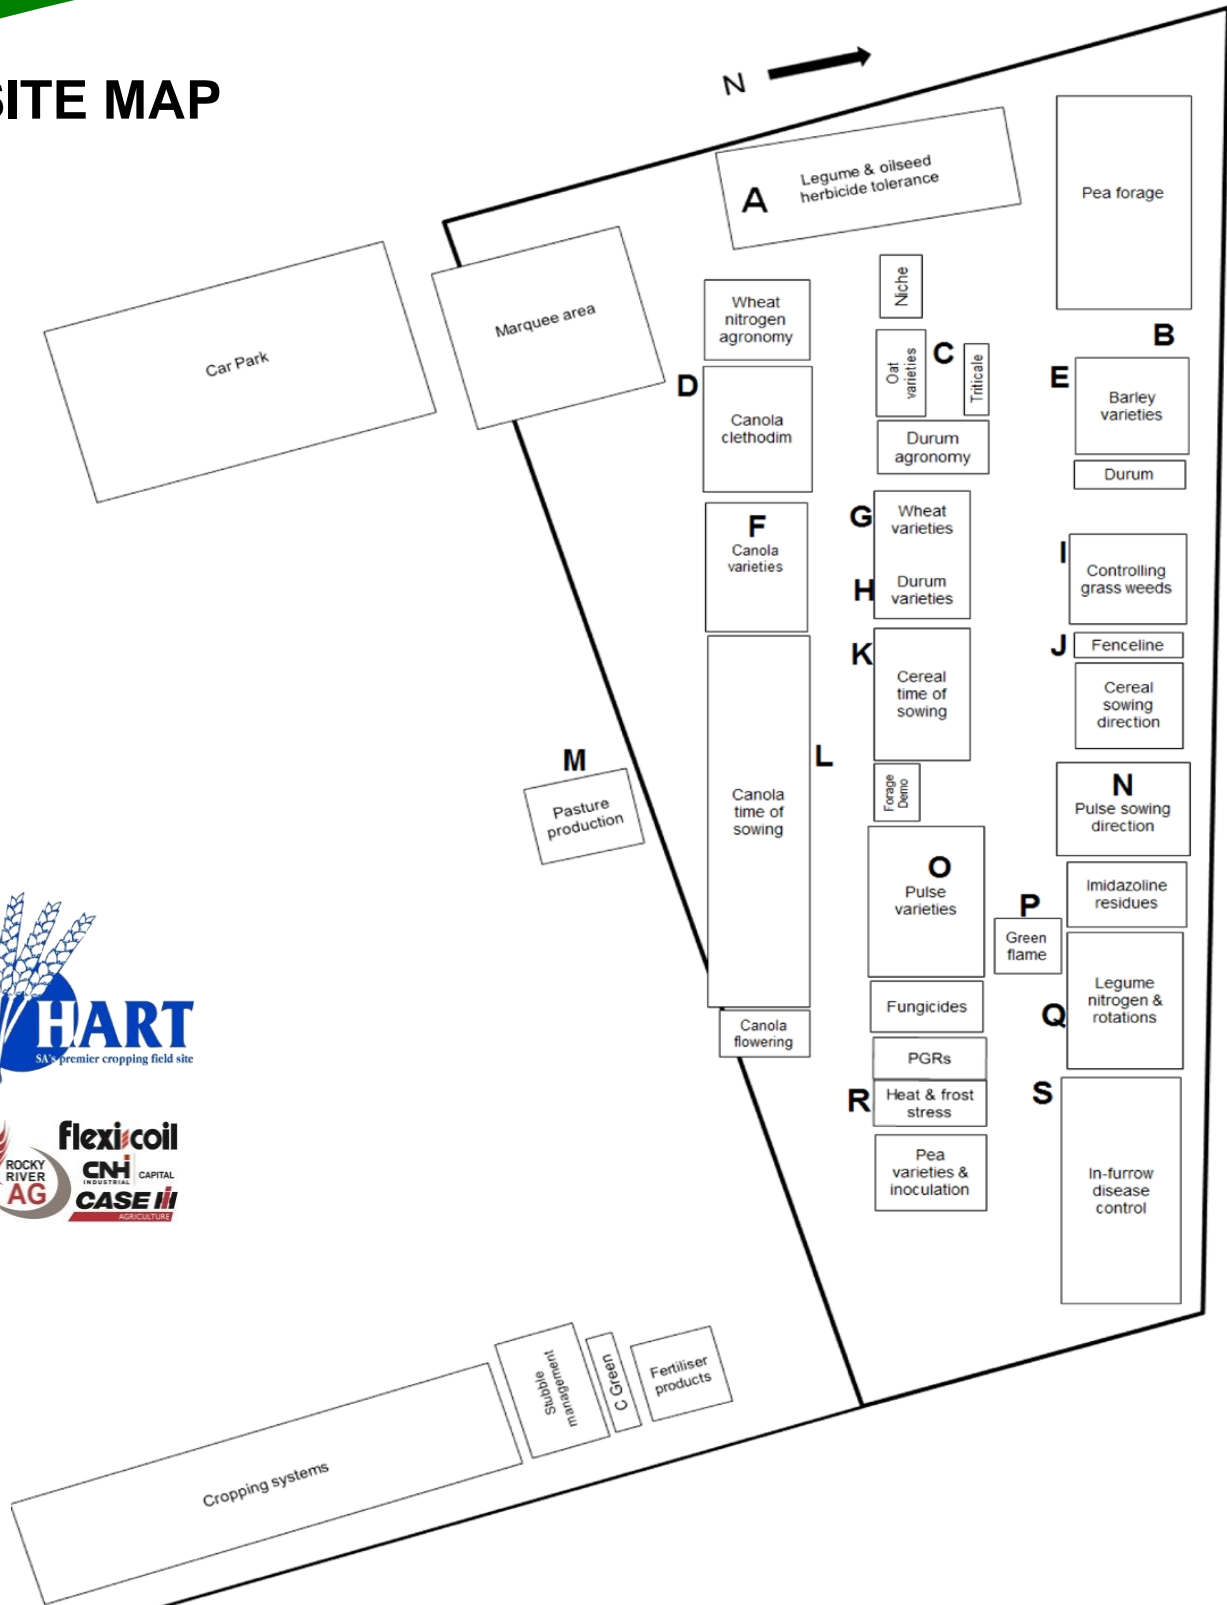 SITE MAP
N
A
Legume & oilseed
herbicide tolerance
Pea forage
Marquee area
Car Park
Wheat
nitrogen
agronomy
Niche
B
Oat
varieties
C
Triticale
D
Canola
clethodim
E
Barley
varieties
Durum
agronomy
Durum
F
Canola
varieties
G
Wheat
varieties
H
Durum
varieties
I
Controlling
grass weeds
J
Fenceline
K
Cereal
time of
sowing
Cereal
sowing
direction
L
Canola
time of
sowing
M
Pasture
production
Forage
Demo
N
Pulse sowing
direction
O
Pulse
varieties
Imidazoline
residues
P
Green
flame
Legume
nitrogen &
rotations
Q
Fungicides
Canola
flowering
PGRs
R
Heat & frost
stress
S
Pea
varieties &
inoculation
In-furrow
disease
control
HART
SA's premier cropping field site
flexi-coil
ROCKY
RIVER
AG
CNH
INDUSTRIAL
CAPITAL
CASE IH
AGRICULTURE
Stubble
management
C Green
Fertiliser
products
Cropping systems